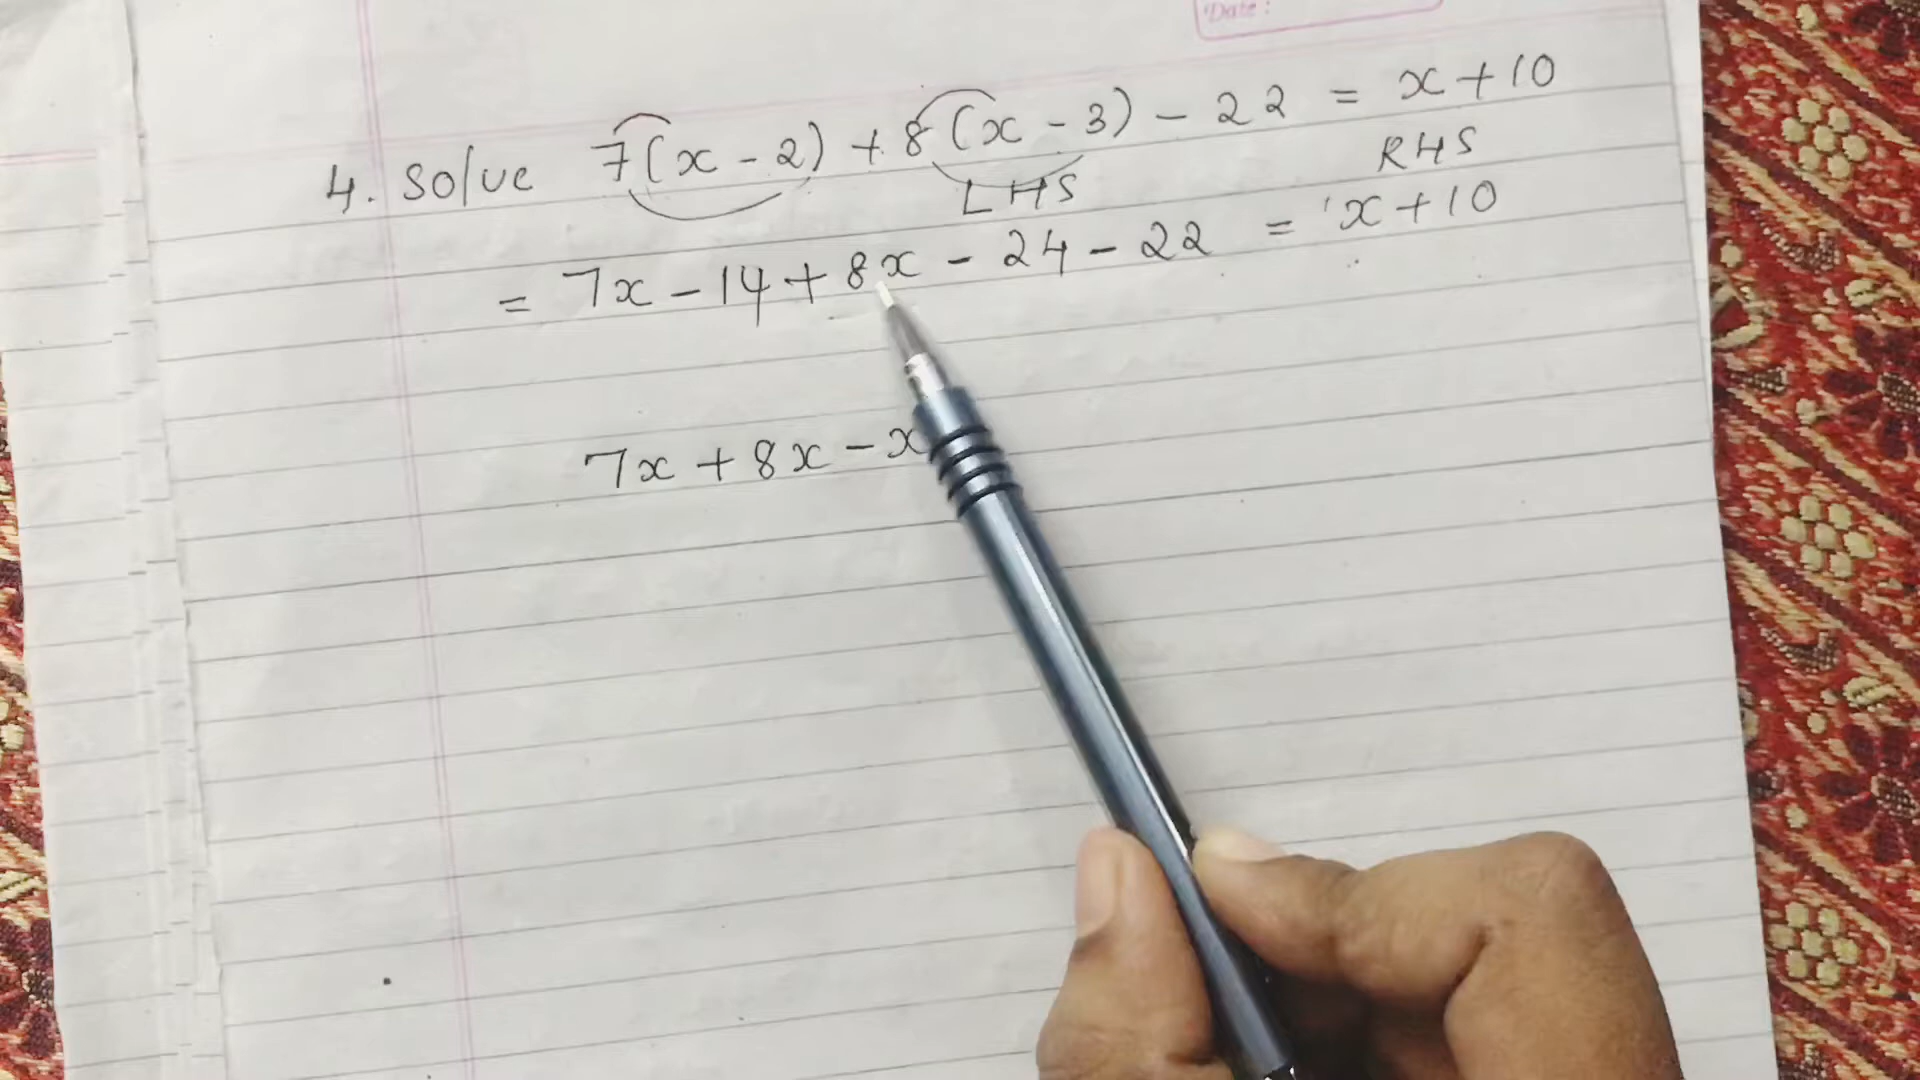 Date :
4. Solve 7(x - 2) + 8(x - 3) - 22 = x + 10
LHS RHS
= 7x - 14 + 8x - 24 - 22 = x + 10
7x + 8x - x